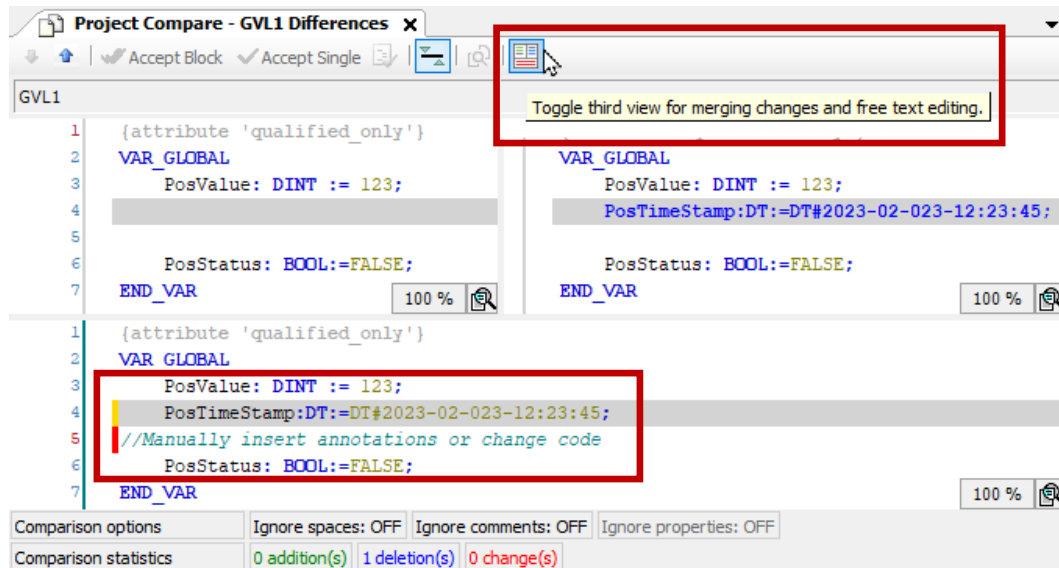 Project Compare - GVL1 Differences X
Accept Block Accept Single
GVL1
Toggle third view for merging changes and free text editing.
1 {attribute 'qualified_only'}
2 VAR_GLOBAL
3 PosValue: DINT := 123;
4
5
6 PosStatus: BOOL:=FALSE;
7 END_VAR
100 %
VAR_GLOBAL
PosValue: DINT := 123;
PosTimeStamp:DT:=DT#2023-02-023-12:23:45;
PosStatus: BOOL:=FALSE;
END_VAR
100 %
1 {attribute 'qualified_only'}
2 VAR_GLOBAL
3 PosValue: DINT := 123;
4 PosTimeStamp:DT:=DT#2023-02-023-12:23:45;
5 //Manually insert annotations or change code
6 PosStatus: BOOL:=FALSE;
7 END_VAR
100 %
Comparison options Ignore spaces: OFF Ignore comments: OFF Ignore properties: OFF
Comparison statistics 0 addition(s) 1 deletion(s) 0 change(s)